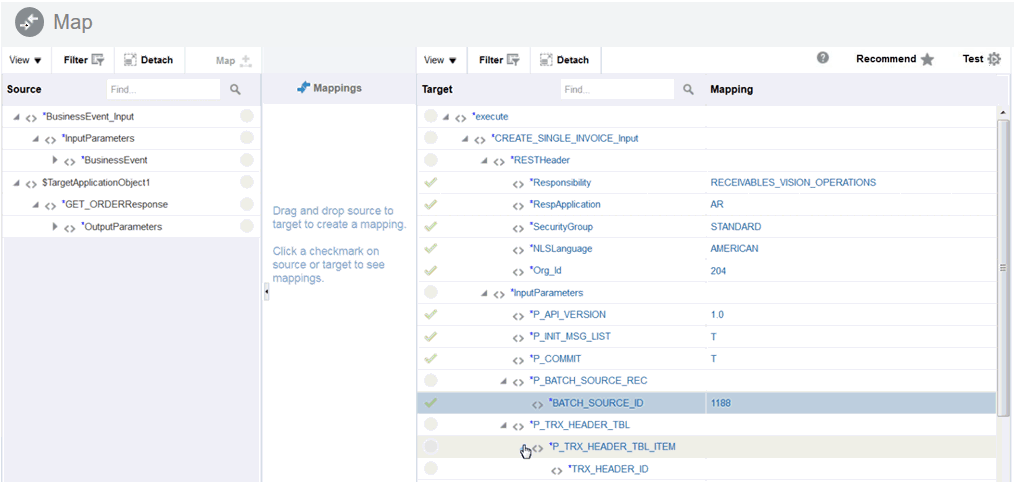 Map
View Filter Detach Map
View Filter Detach ? Recommend Test
Source Find...
Mappings
Target Find... Mapping
*BusinessEvent_Input
*InputParameters
*BusinessEvent
$TargetApplicationObject1
*GET_ORDERResponse
*OutputParameters
Drag and drop source to
target to create a mapping.
Click a checkmark on
source or target to see
mappings.
*execute
*CREATE_SINGLE_INVOICE_Input
*RESTHeader
*Responsibility RECEIVABLES_VISION_OPERATIONS
*RespApplication AR
*SecurityGroup STANDARD
*NLSLanguage AMERICAN
*Org_Id 204
*InputParameters
*P_API_VERSION 1.0
*P_INIT_MSG_LIST T
*P_COMMIT T
*P_BATCH_SOURCE_REC
*BATCH_SOURCE_ID 1188
*P_TRX_HEADER_TBL
*P_TRX_HEADER_TBL_ITEM
*TRX_HEADER_ID